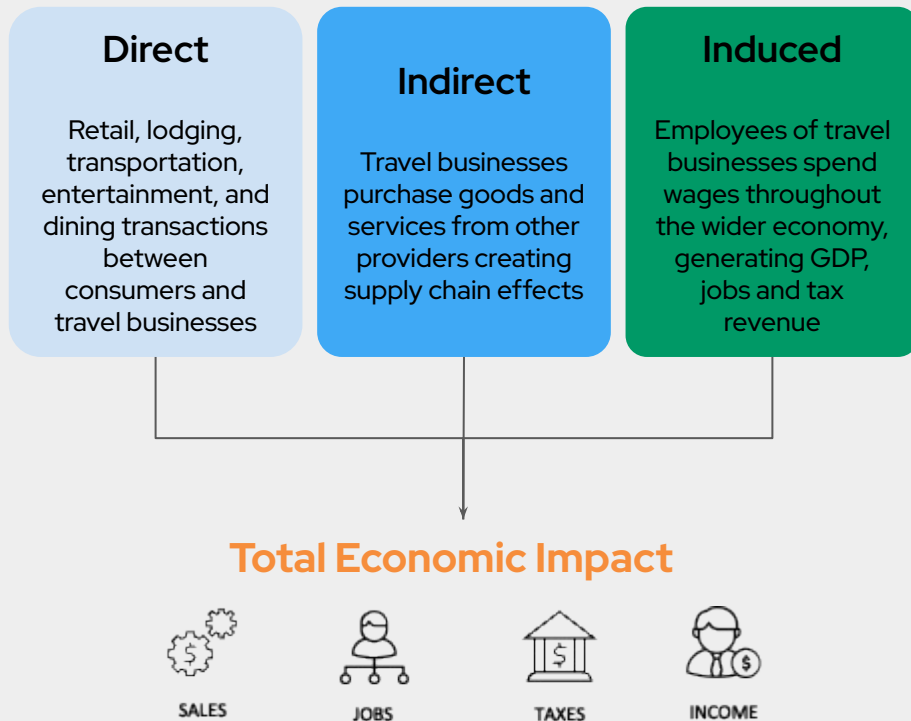 Direct
Retail, lodging,
transportation,
entertainment, and
dining transactions
between
consumers and
travel businesses
Indirect
Travel businesses
purchase goods and
services from other
providers creating
supply chain effects
Induced
Employees of travel
businesses spend
wages throughout
the wider economy,
generating GDP,
jobs and tax
revenue
Total Economic Impact
$
$
$
SALES
JOBS
TAXES
INCOME